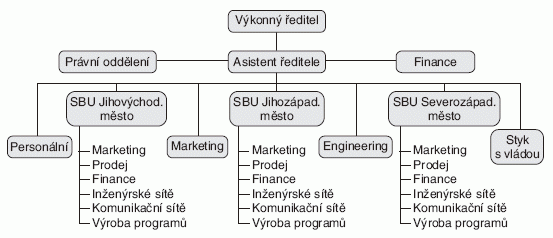 Výkonný ředitel
Právní oddělení
Asistent ředitele
Finance
SBU Jihovýchod.
město
SBU Jihozápad.
město
SBU Severozápad.
město
Personální
Marketing
Engineering
Styk
s vládou
Marketing
Prodej
Finance
Inženýrské sítě
Komunikační sítě
Výroba programů
Marketing
Prodej
Finance
Inženýrské sítě
Komunikační sítě
Výroba programů
Marketing
Prodej
Finance
Inženýrské sítě
Komunikační sítě
Výroba programů